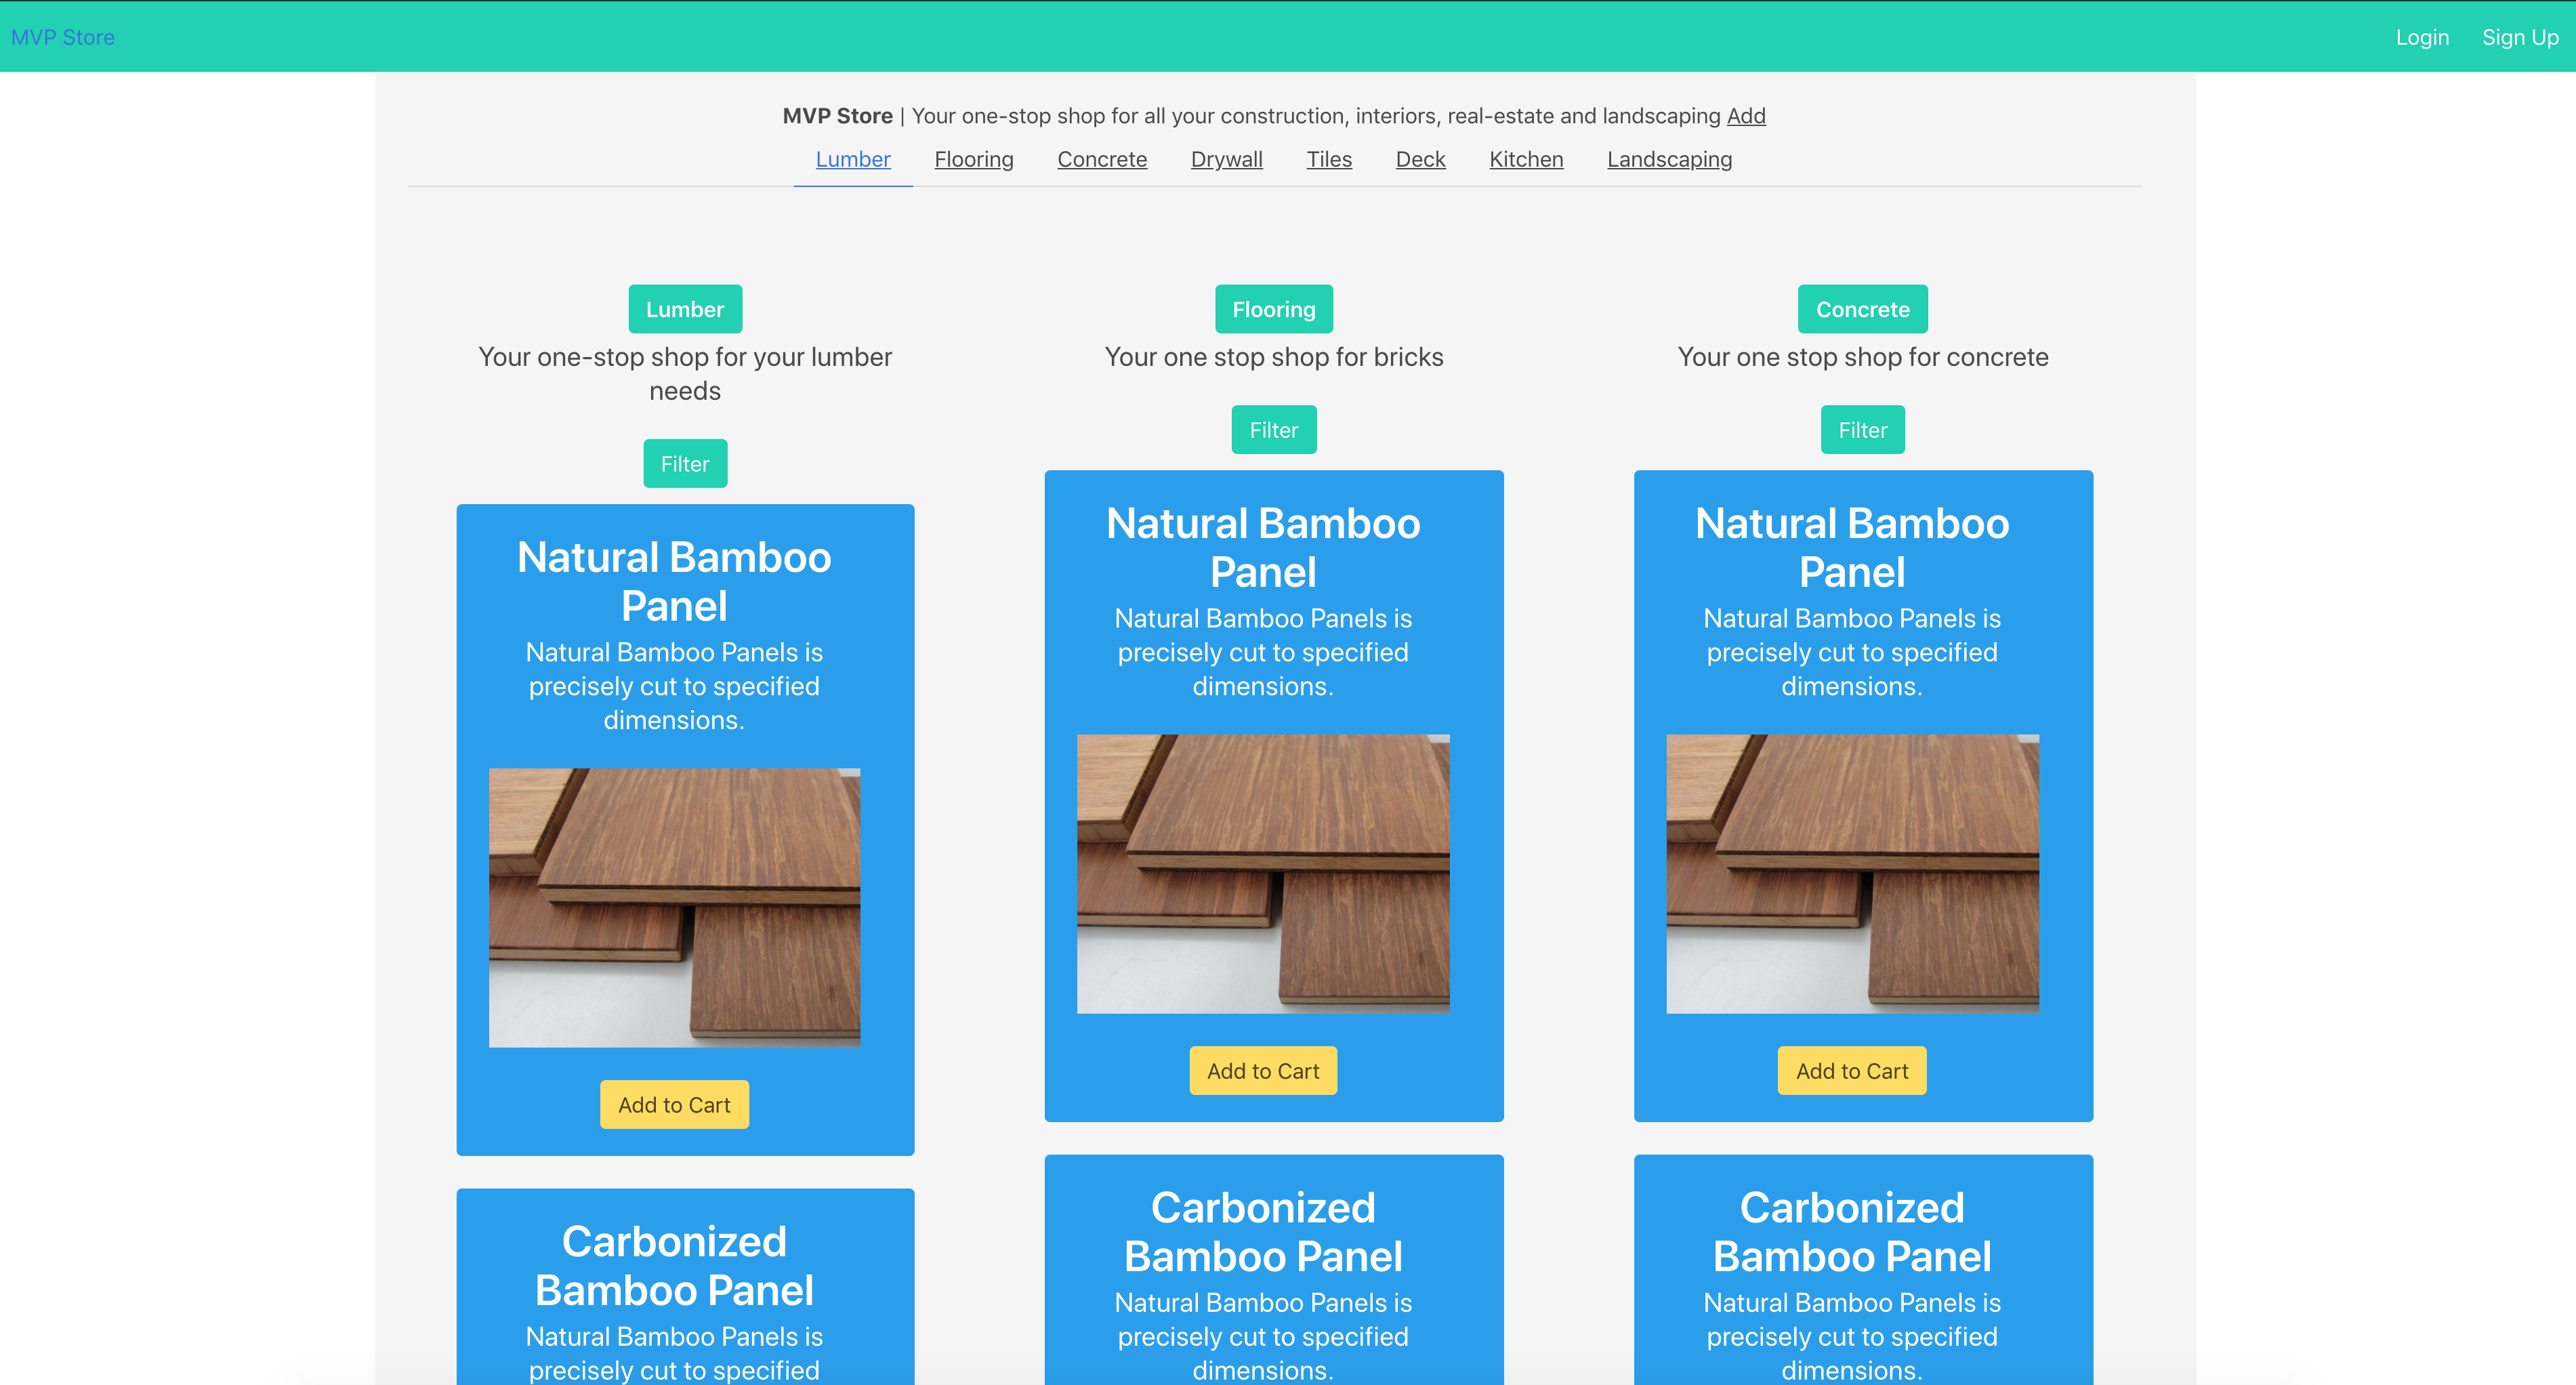 MVP Store
Login Sign Up
MVP Store | Your one-stop shop for all your construction, interiors, real-estate and landscaping Add
Lumber Flooring Concrete Drywall Tiles Deck Kitchen Landscaping
Lumber
Your one-stop shop for your lumber
needs
Filter
Natural Bamboo
Panel
Natural Bamboo Panels is
precisely cut to specified
dimensions.
Add to Cart
Carbonized
Bamboo Panel
Natural Bamboo Panels is
precisely cut to specified
Flooring
Your one stop shop for bricks
Filter
Natural Bamboo
Panel
Natural Bamboo Panels is
precisely cut to specified
dimensions.
Add to Cart
Carbonized
Bamboo Panel
Natural Bamboo Panels is
precisely cut to specified
dimensions.
Concrete
Your one stop shop for concrete
Filter
Natural Bamboo
Panel
Natural Bamboo Panels is
precisely cut to specified
dimensions.
Add to Cart
Carbonized
Bamboo Panel
Natural Bamboo Panels is
precisely cut to specified
dimensions.